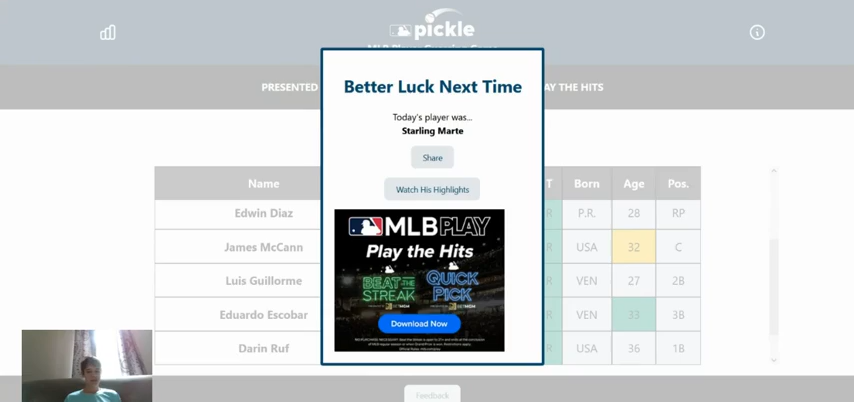 pickle
PRESENTED
AY THE HITS
Better Luck Next Time
Today's player was...
Starling Marte
Share
Watch His Highlights
Name
T
Born
Age
Pos.
Edwin Diaz
R
P.R.
28
RP
James McCann
R
USA
32
C
Luis Guillorme
R
VEN
27
2B
Eduardo Escobar
R
VEN
33
3B
Darin Ruf
R
USA
36
1B
MLB PLAY
Play the Hits
BEAT THE
STREAK
QUICK
PICK
Download Now
Feedback